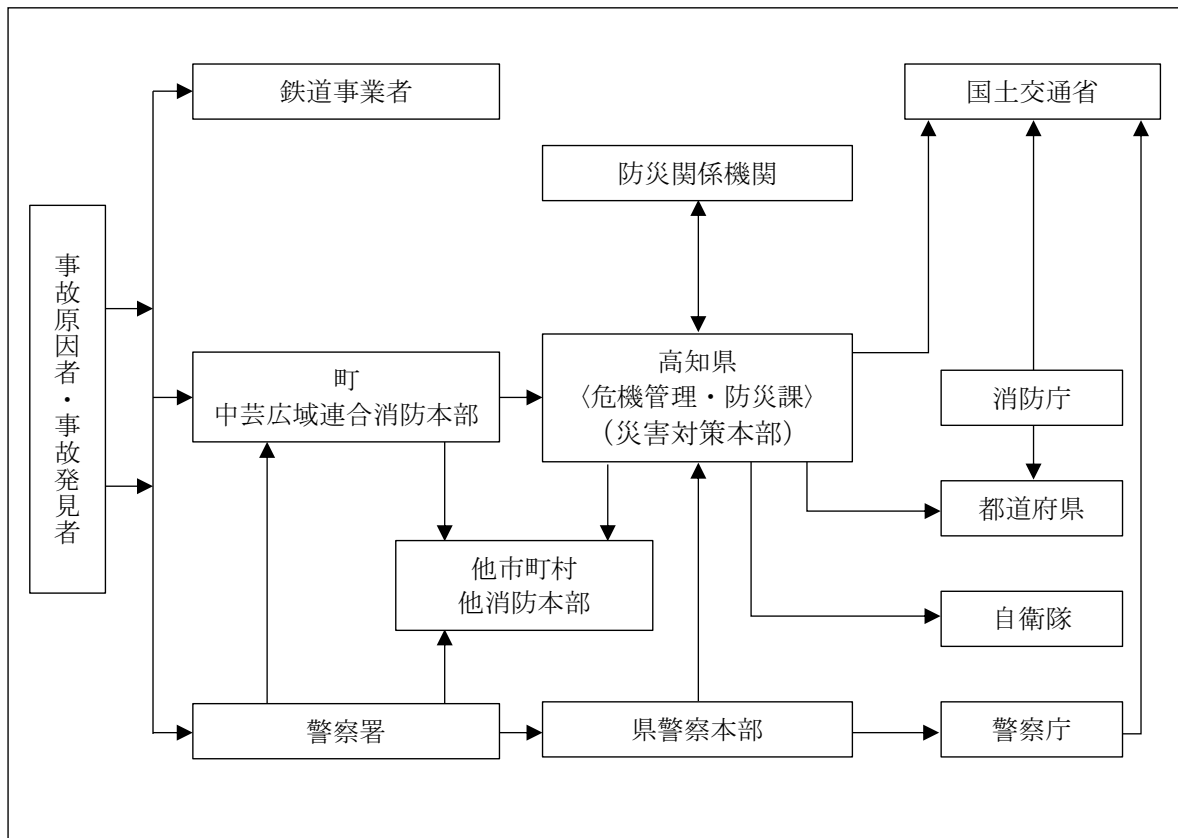 鉄道事業者
国土交通省
防災関係機関
事故原因者・事故発見者
町
中芸広域連合消防本部
高知県
〈危機管理・防災課〉
（災害対策本部）
消防庁
都道府県
他市町村
他消防本部
自衛隊
警察署
県警察本部
警察庁